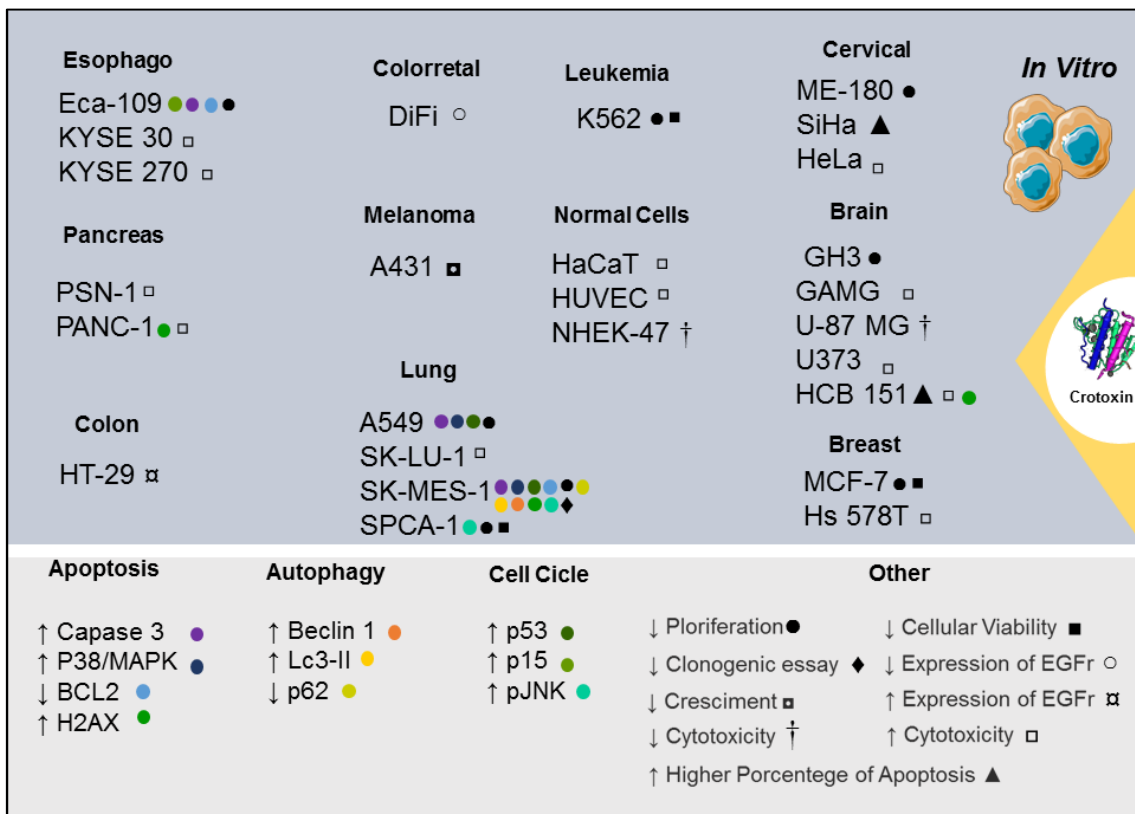 Esophago
Eca-109
KYSE 30
KYSE 270
Pancreas
PSN-1
PANC-1
Colon
HT-29 ¤
Colorretal
DiFi
Melanoma
A431
Lung
A549
SK-LU-1
SK-MES-1
SPCA-1
Leukemia
K562
Normal Cells
HaCaT
HUVEC
NHEK-47 †
Cervical
ME-180
SiHa
HeLa
Brain
GH3
GAMG
U-87 MG †
U373
HCB 151
Breast
MCF-7
Hs 578T
In Vitro
Crotoxin
Apoptosis
↑ Capase 3
↑ P38/MAPK
↓ BCL2
↑ H2AX
Autophagy
↑ Beclin 1
↑ Lc3-II
↓ p62
Cell Cicle
↑ p53
↑ p15
↑ pJNK
Other
↓ Ploriferation
↓ Clonogenic essay
↓ Cresciment
↓ Cytotoxicity †
↑ Higher Porcentege of Apoptosis
↓ Cellular Viability
↓ Expression of EGFr
↑ Expression of EGFr ¤
↑ Cytotoxicity